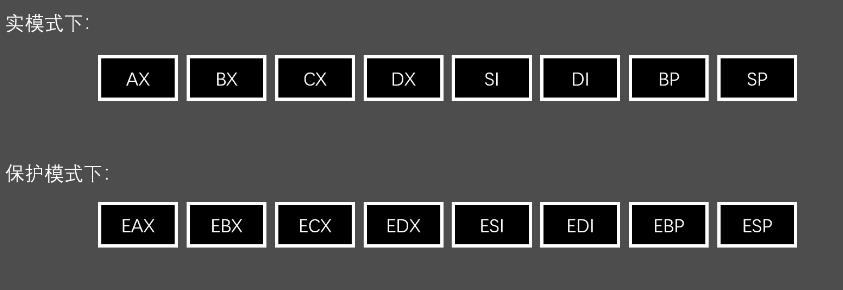 实模式下:
AX BX CX DX SI DI BP SP
保护模式下:
EAX EBX ECX EDX ESI EDI EBP ESP